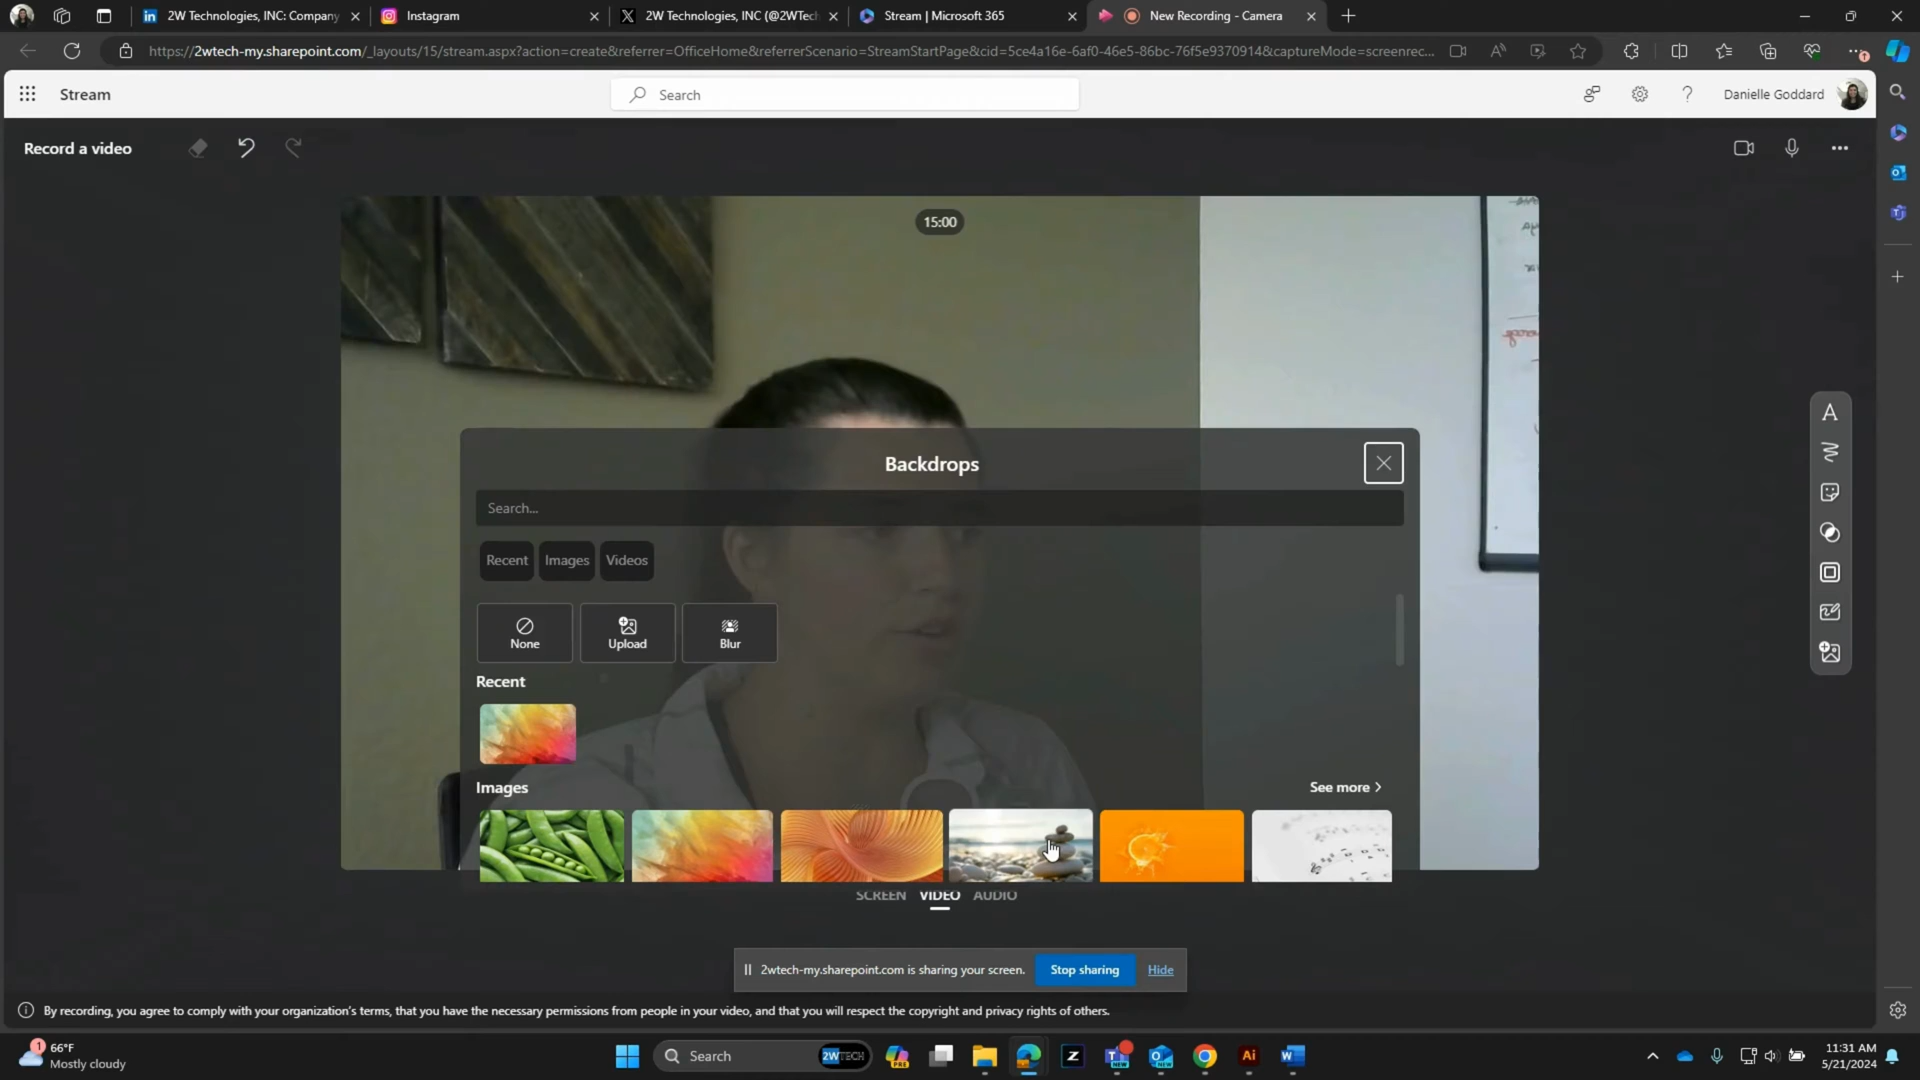 2W Technologies, INC: Company
Instagram
2W Technologies, INC (@2WTech
Stream | Microsoft 365
New Recording - Camera
https://2wtech-my.sharepoint.com/_layouts/15/stream.aspx?action=create&referrer=OfficeHome&referrerScenario=StreamStartPage&cid=5ce4a16e-6af0-46e5-86bc-76f5e9370914&captureMode=screenrec...
Stream
Search
Danielle Goddard
Record a video
15:00
Backdrops
Search...
Recent
Images
Videos
None
Upload
Blur
Recent
Images
See more
SCREEN
VIDEO
AUDIO
2wtech-my.sharepoint.com is sharing your screen.
Stop sharing
Hide
By recording, you agree to comply with your organization's terms, that you have the necessary permissions from people in your video, and that you will respect the copyright and privacy rights of others.
1
66°F
Mostly cloudy
Search
2WTECH
PRE
NEW
NEW
11:31 AM
5/21/2024